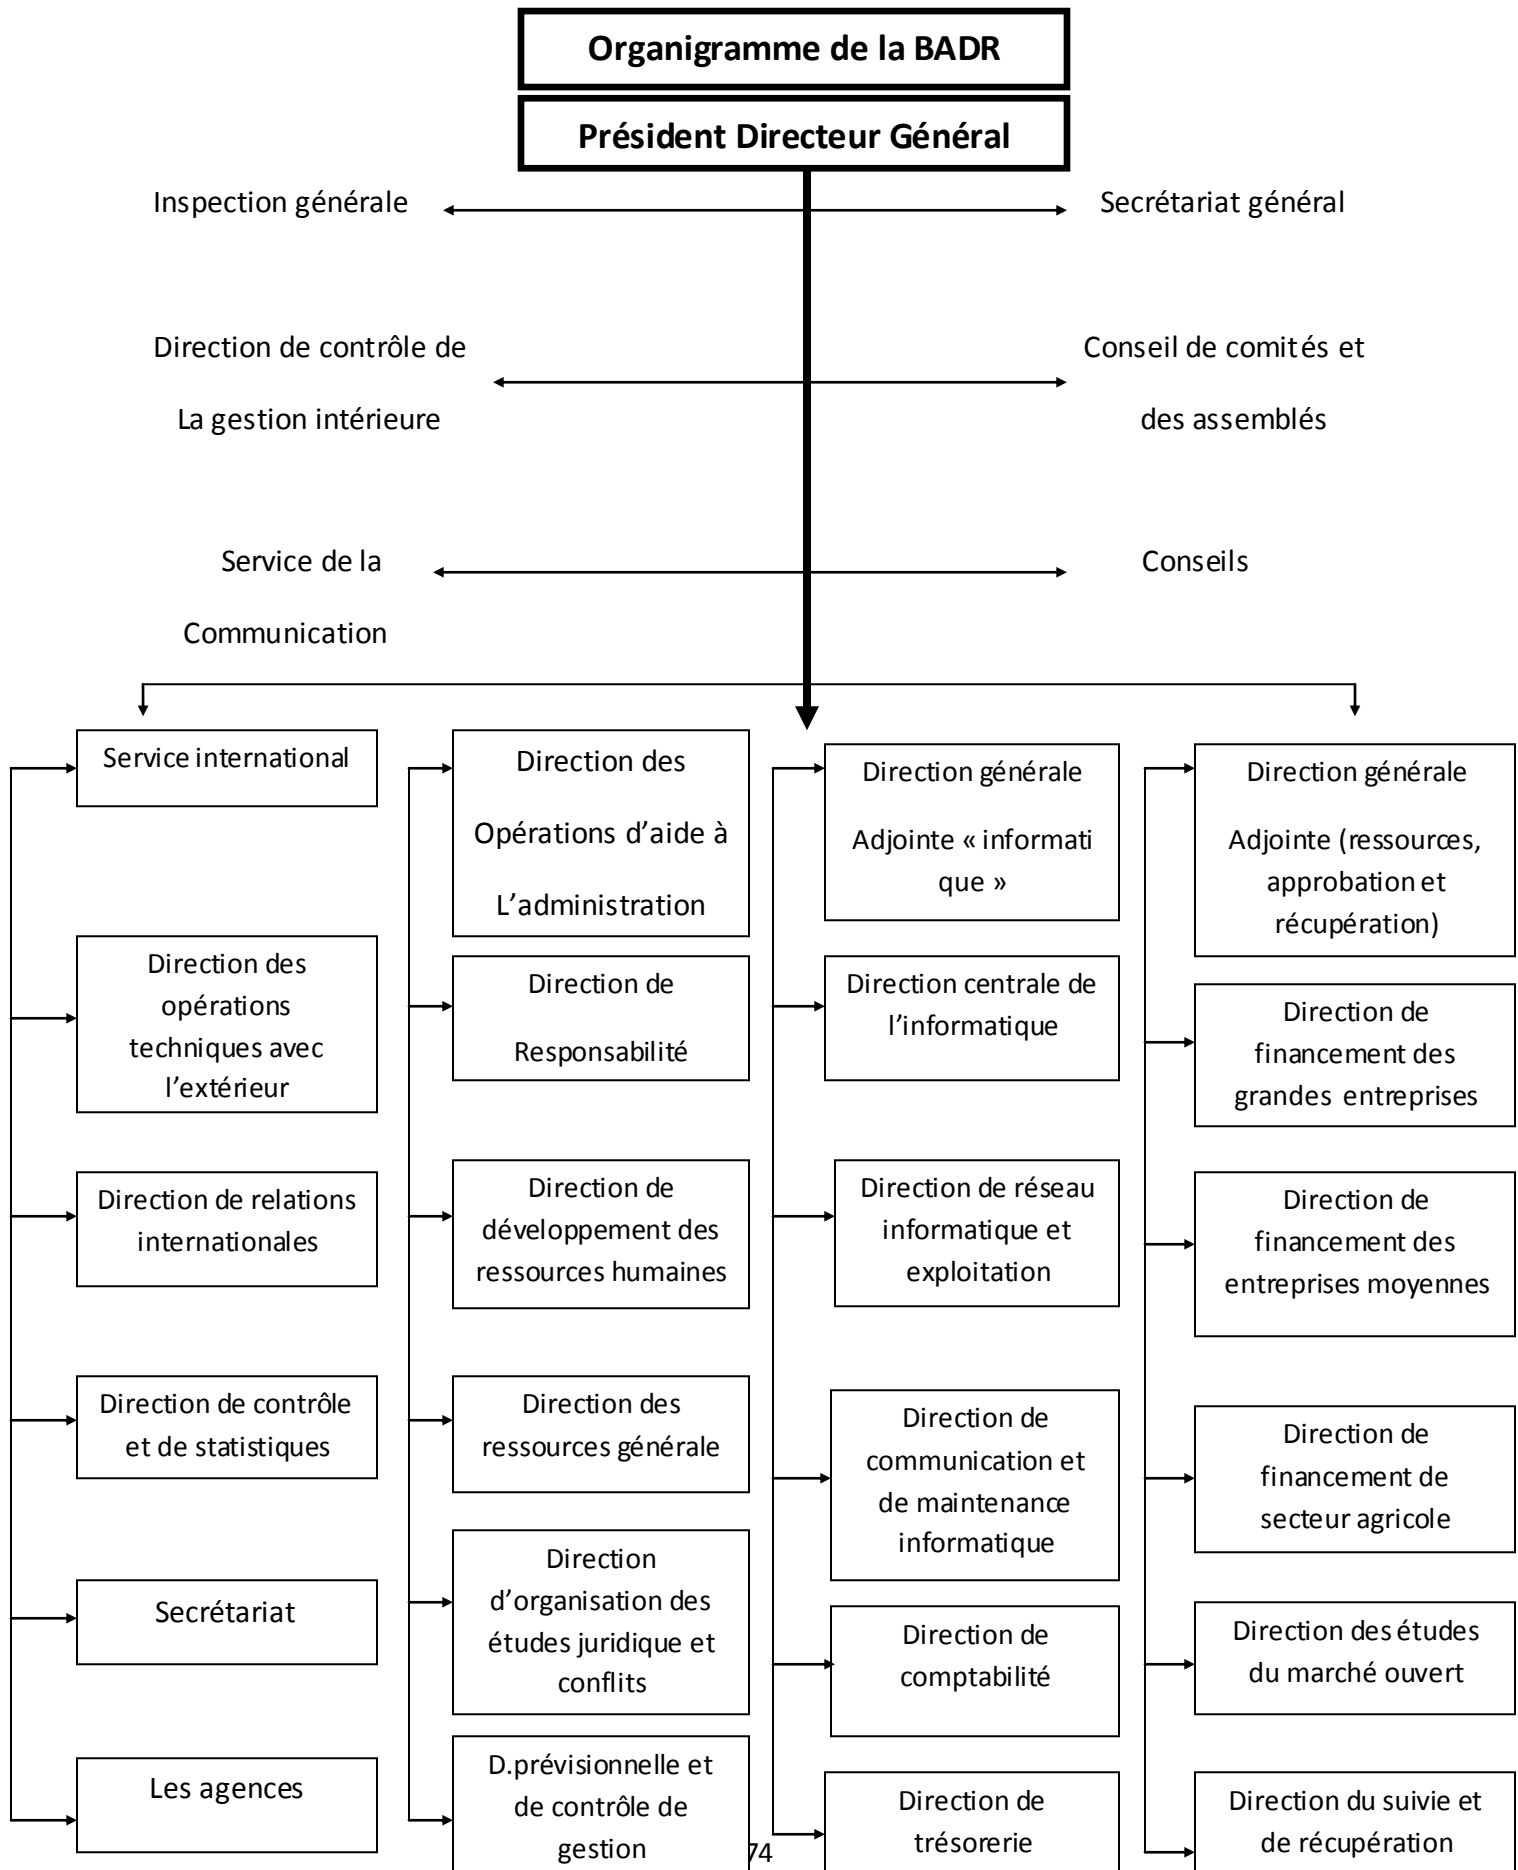 Organigramme de la BADR
Président Directeur Général
Inspection générale
Secrétariat général
Direction de contrôle de
La gestion intérieure
Conseil de comités et
des assemblés
Service de la
Communication
Conseils
Service international
Direction des
opérations
techniques avec
l’extérieur
Direction de relations
internationales
Direction de contrôle
et de statistiques
Secrétariat
Les agences
Direction des
Opérations d’aide à
L’administration
Direction de
Responsabilité
Direction de
développement des
ressources humaines
Direction des
ressources générale
Direction
d’organisation des
études juridique et
conflits
D.prévisionnelle et
de contrôle de
gestion
Direction générale
Adjointe « informati
que »
Direction centrale de
l’informatique
Direction de réseau
informatique et
exploitation
Direction de
communication et
de maintenance
informatique
Direction de
comptabilité
Direction de
trésorerie
Direction générale
Adjointe (ressources,
approbation et
récupération)
Direction de
financement des
grandes entreprises
Direction de
financement des
entreprises moyennes
Direction de
financement de
secteur agricole
Direction des études
du marché ouvert
Direction du suivie et
de récupération
74